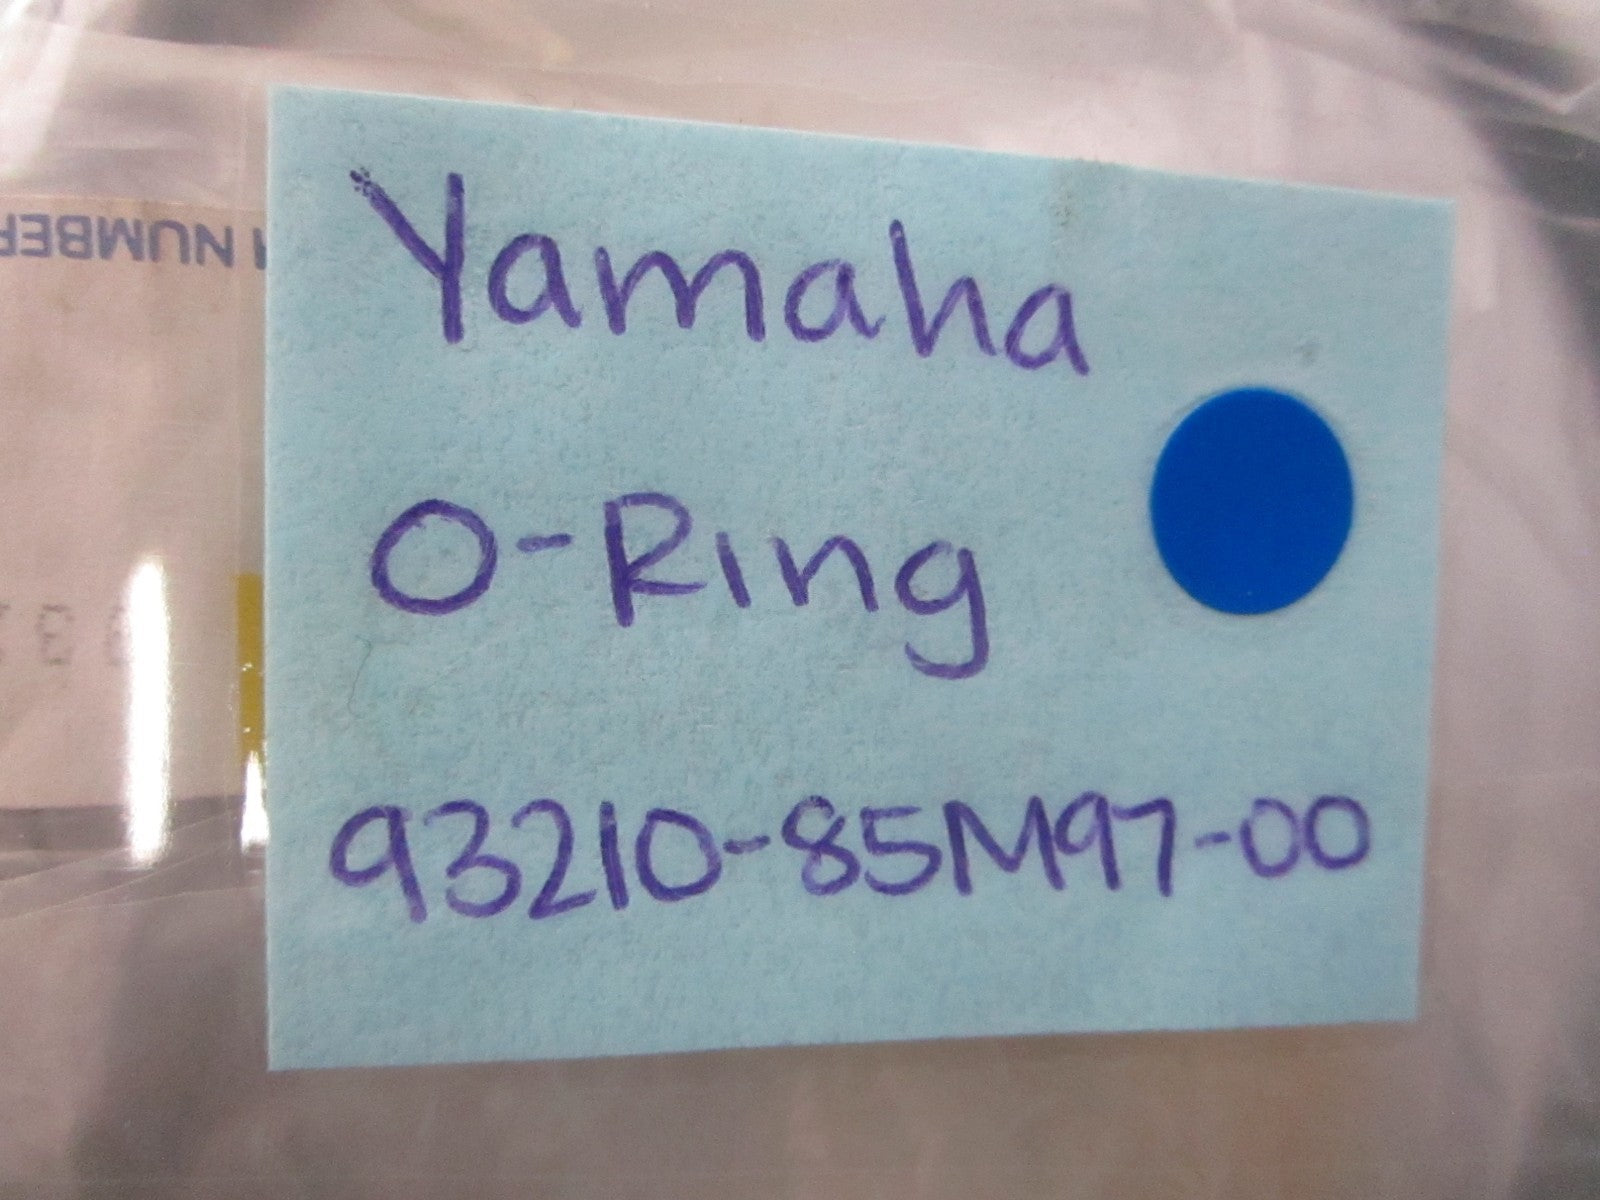 Yamaha
O-Ring
93210-85M97-00
NUMBER